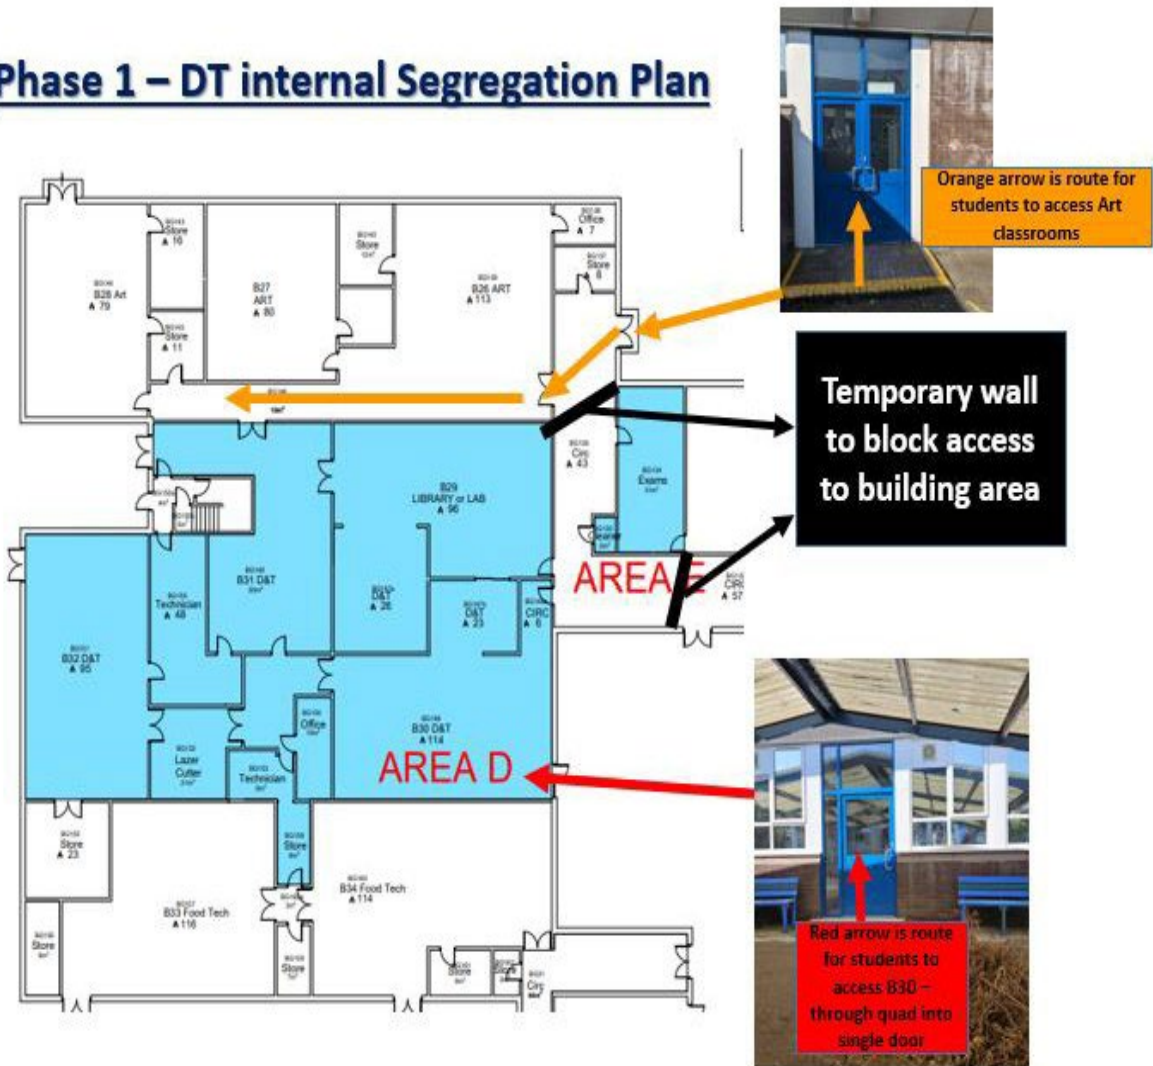 Phase 1 – DT internal Segregation Plan
Orange arrow is route for
students to access Art
classrooms
Office
▲ 7
Store
▲ 16
Store
B27
ART
▲ 80
B26 ART
▲ 113
B28 Art
▲ 79
Store
▲ 8
Store
▲ 11
Temporary wall
to block access
to building area
Circ
▲ 43
Exams
B29
LIBRARY or LAB
▲ 96
AREA E
CIRC
▲ 57
B31 D&T
D&T
▲ 26
D&T
▲ 23
CIRC
▲ 6
Technician
▲ 48
B32 D&T
▲ 95
Office
B30 D&T
▲ 114
AREA D
Lazer
Cutter
Technician
Store
▲ 23
Store
B34 Food Tech
▲ 114
B33 Food Tech
▲ 116
Store
Store
Store
Store
Circ
Red arrow is route
for students to
access B30 –
through quad into
single door